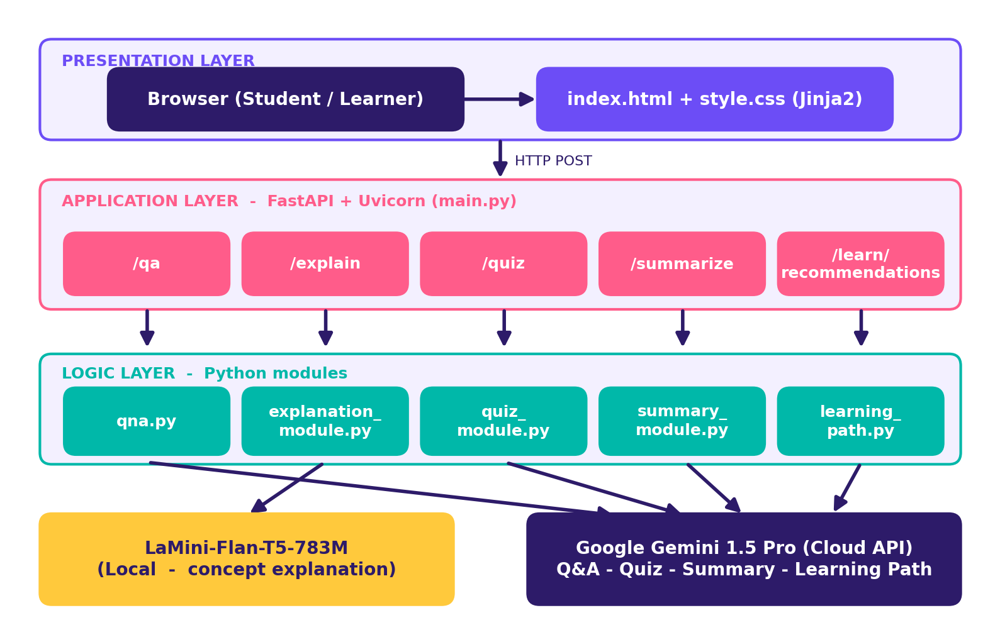 PRESENTATION LAYER
Browser (Student / Learner)
index.html + style.css (Jinja2)
HTTP POST
APPLICATION LAYER  -  FastAPI + Uvicorn (main.py)
/qa
/explain
/quiz
/summarize
/learn/
recommendations
LOGIC LAYER  -  Python modules
qna.py
explanation_
module.py
quiz_
module.py
summary_
module.py
learning_
path.py
LaMini-Flan-T5-783M
(Local  -  concept explanation)
Google Gemini 1.5 Pro (Cloud API)
Q&A - Quiz - Summary - Learning Path